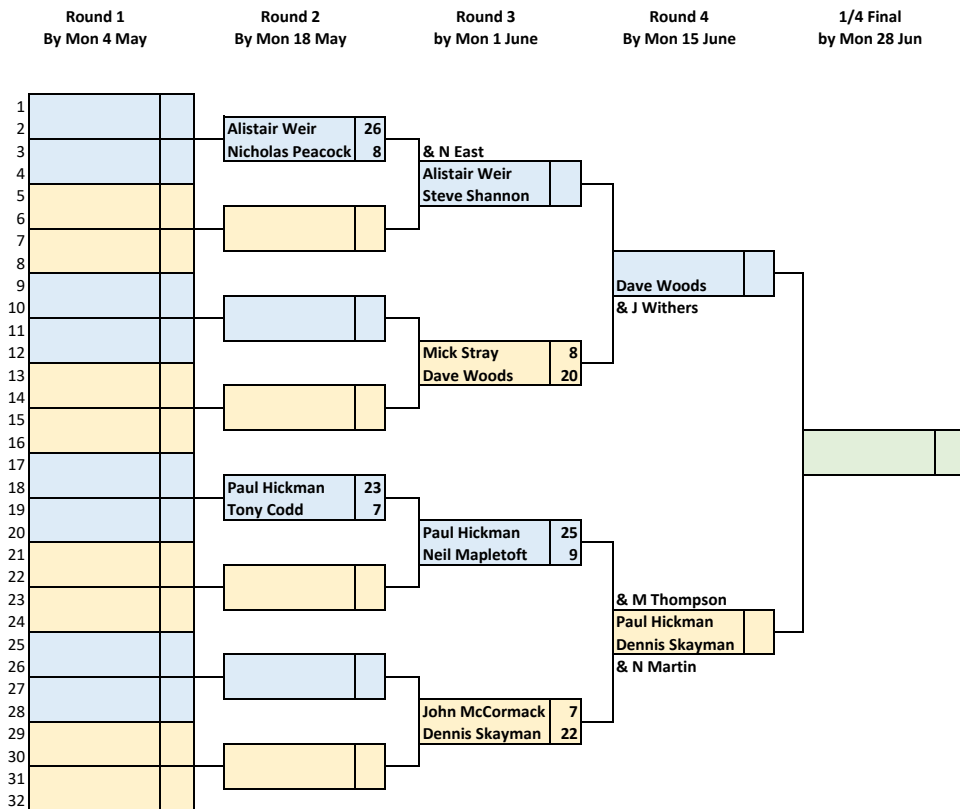 Round 1 Round 2 Round 3 Round 4 1/4 Final
By Mon 4 May By Mon 18 May by Mon 1 June By Mon 15 June by Mon 28 Jun
1
2 Alistair Weir 26
3 Nicholas Peacock 8 & N East
4 Alistair Weir
5 Steve Shannon
6
7
8
9 Dave Woods
10 & J Withers
11
12 Mick Stray 8
13 Dave Woods 20
14
15
16
17
18 Paul Hickman 23
19 Tony Codd 7
20 Paul Hickman 25
21 Neil Mapletoft 9
22
23 & M Thompson
24 Paul Hickman
25 Dennis Skayman
26 & N Martin
27
28 John McCormack 7
29 Dennis Skayman 22
30
31
32